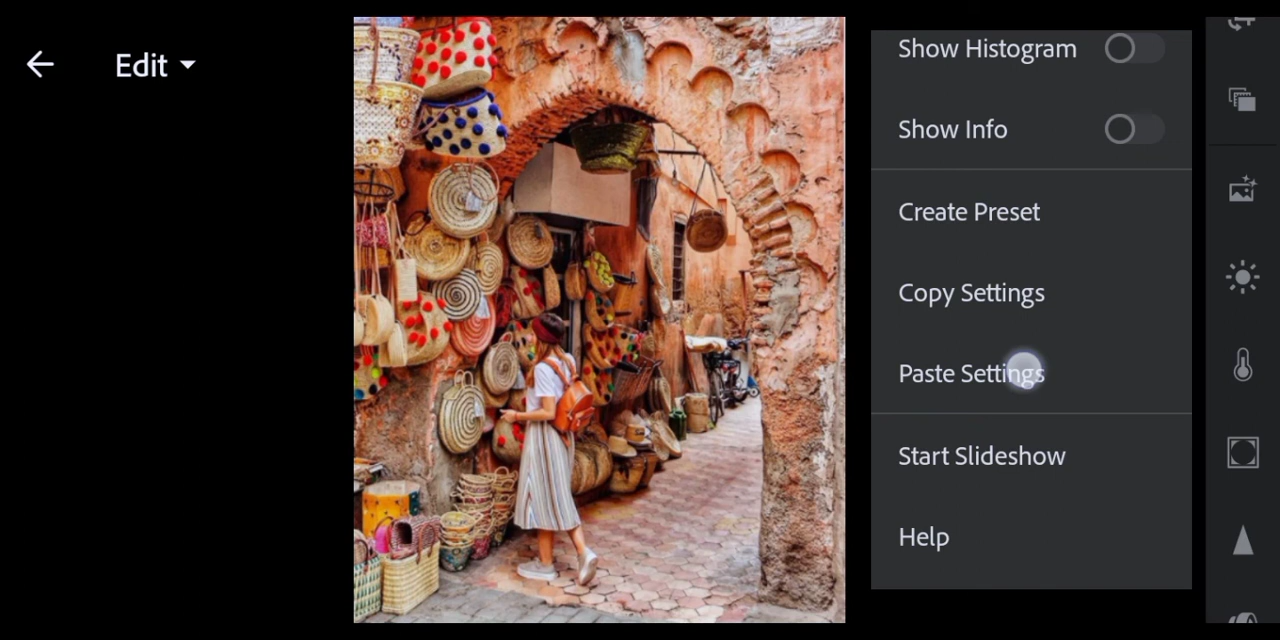 Edit
Show Histogram
Show Info
Create Preset
Copy Settings
Paste Settings
Start Slideshow
Help